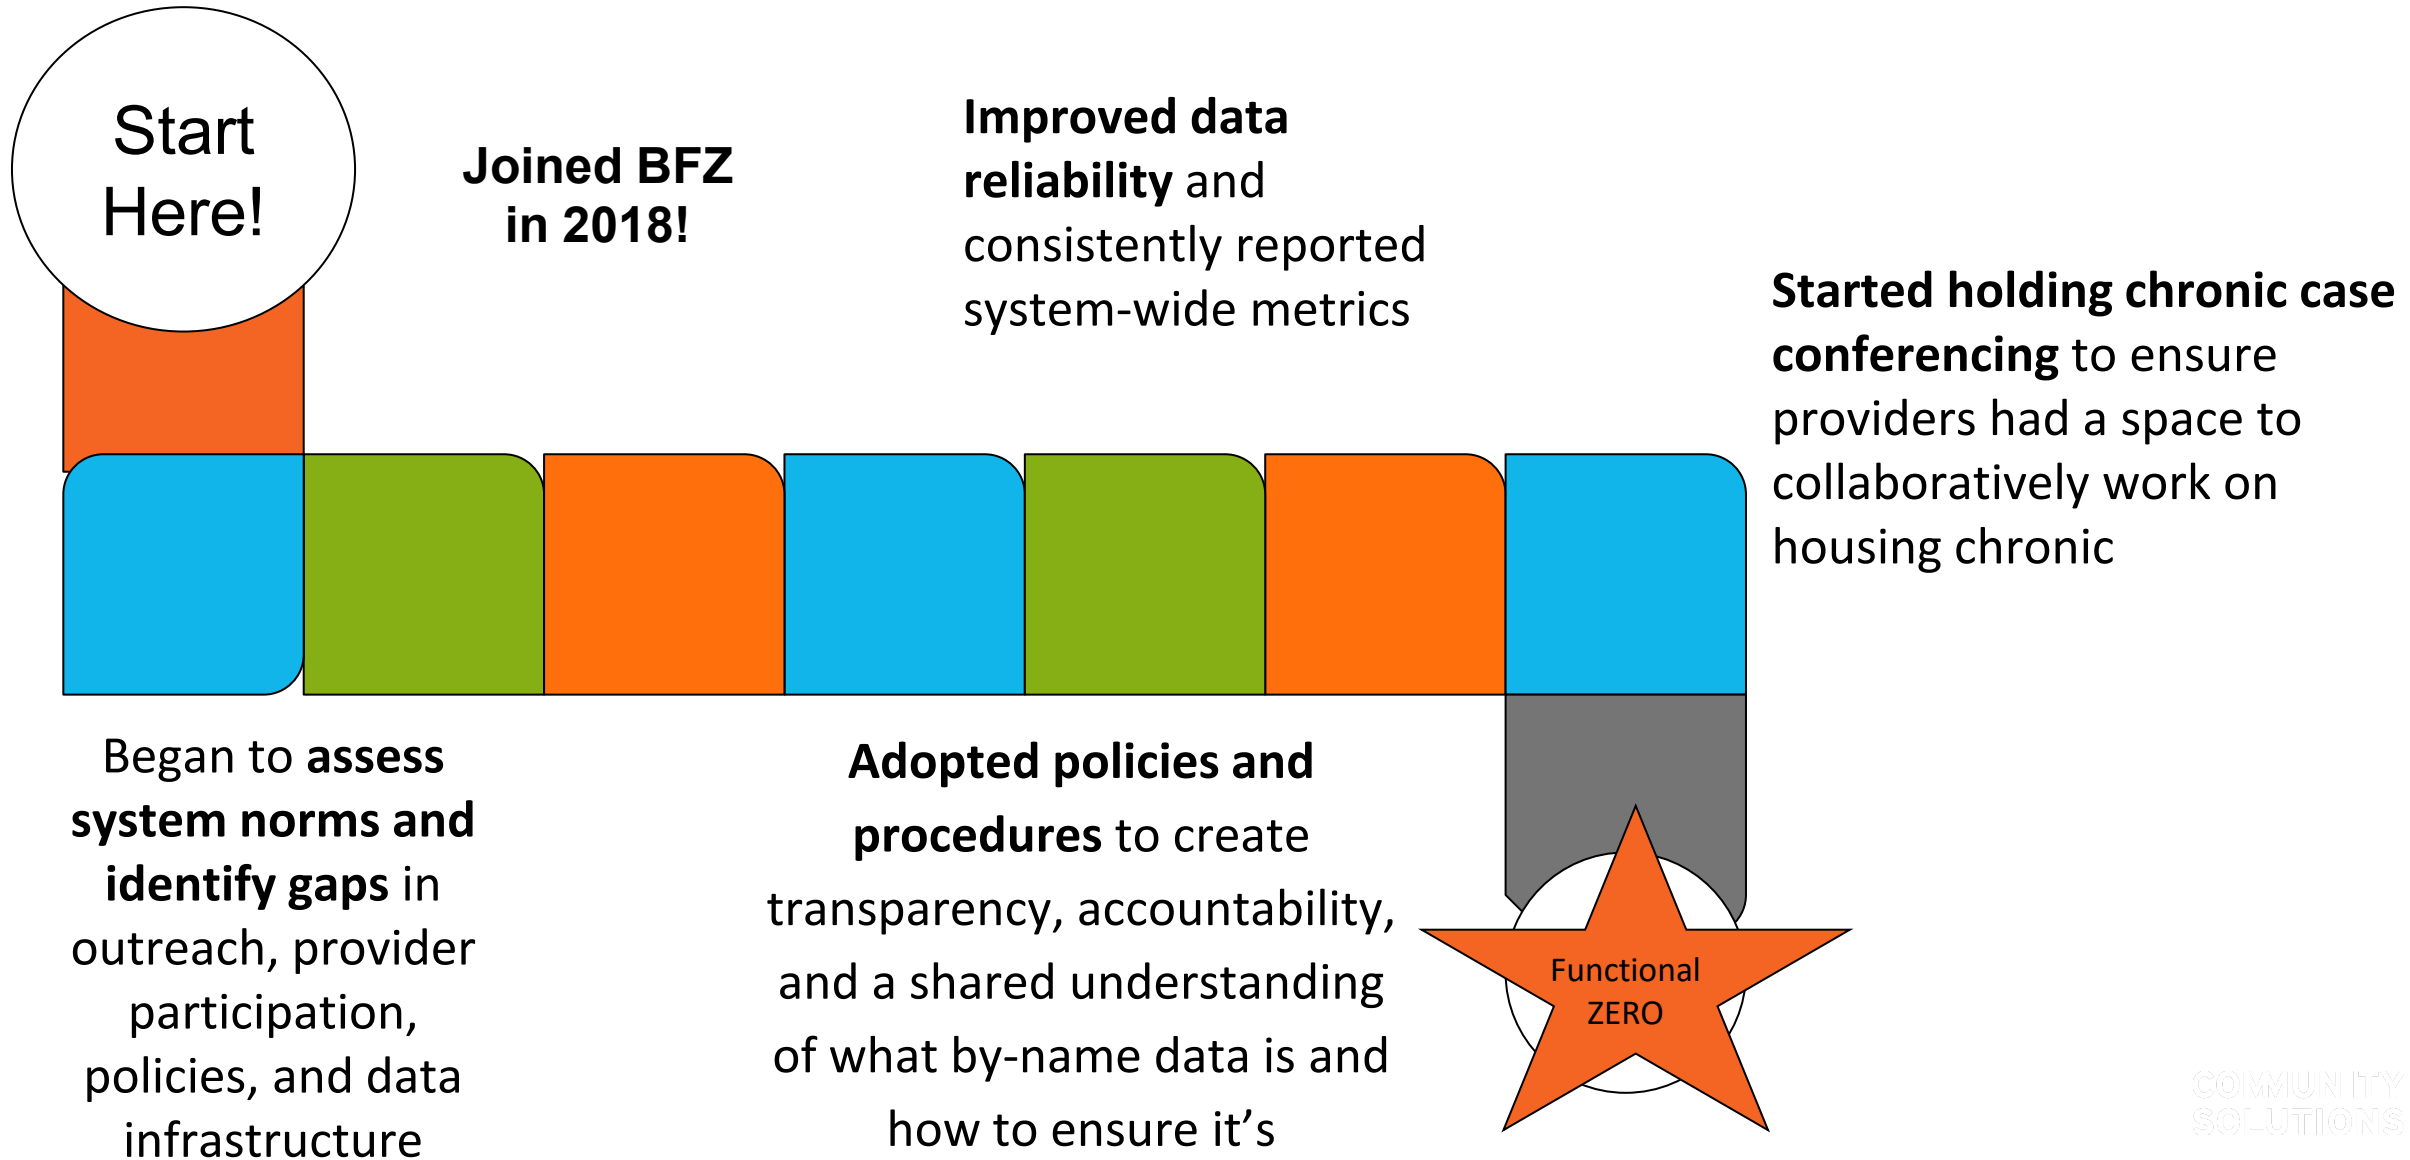 Start
Here!
Joined BFZ
in 2018!
Improved data
reliability and
consistently reported
system-wide metrics
Started holding chronic case
conferencing to ensure
providers had a space to
collaboratively work on
housing chronic
Began to assess
system norms and
identify gaps in
outreach, provider
participation,
policies, and data
infrastructure
Adopted policies and
procedures to create
transparency, accountability,
and a shared understanding
of what by-name data is and
how to ensure it’s
Functional
ZERO
COMMUNITY
SOLUTIONS